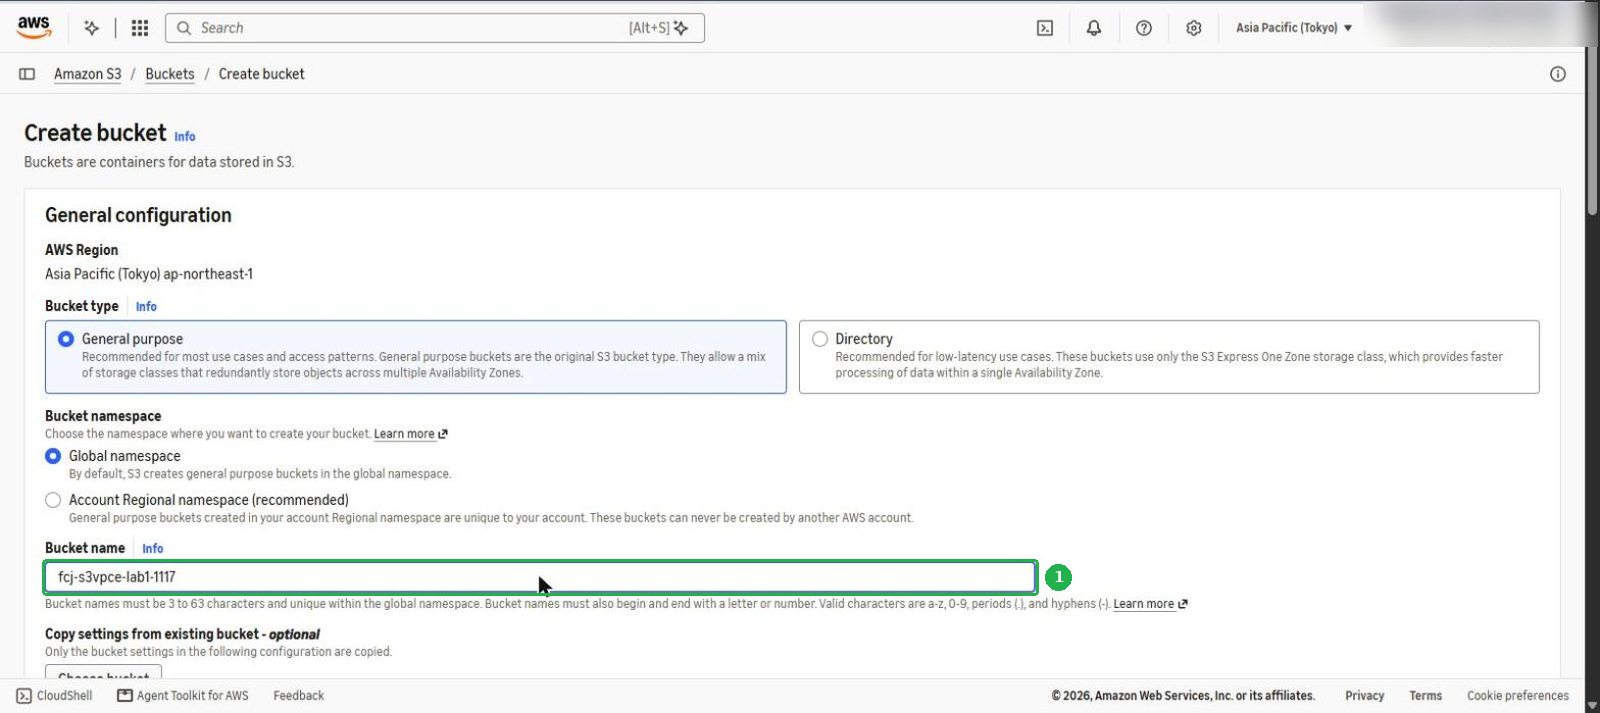 aws
Search [Alt+S]
Asia Pacific (Tokyo)
Amazon S3 / Buckets / Create bucket
Create bucket Info
Buckets are containers for data stored in S3.
General configuration
AWS Region
Asia Pacific (Tokyo) ap-northeast-1
Bucket type Info
General purpose
Recommended for most use cases and access patterns. General purpose buckets are the original S3 bucket type. They allow a mix
of storage classes that redundantly store objects across multiple Availability Zones.
Directory
Recommended for low-latency use cases. These buckets use only the S3 Express One Zone storage class, which provides faster
processing of data within a single Availability Zone.
Bucket namespace
Choose the namespace where you want to create your bucket. Learn more
Global namespace
By default, S3 creates general purpose buckets in the global namespace.
Account Regional namespace (recommended)
General purpose buckets created in your account Regional namespace are unique to your account. These buckets can never be created by another AWS account.
Bucket name Info
fcj-s3vpce-lab1-1117
1
Bucket names must be 3 to 63 characters and unique within the global namespace. Bucket names must also begin and end with a letter or number. Valid characters are a-z, 0-9, periods (.), and hyphens (-). Learn more
Copy settings from existing bucket - optional
Only the bucket settings in the following configuration are copied.
Choose bucket
CloudShell Agent Toolkit for AWS Feedback
© 2026, Amazon Web Services, Inc. or its affiliates. Privacy Terms Cookie preferences